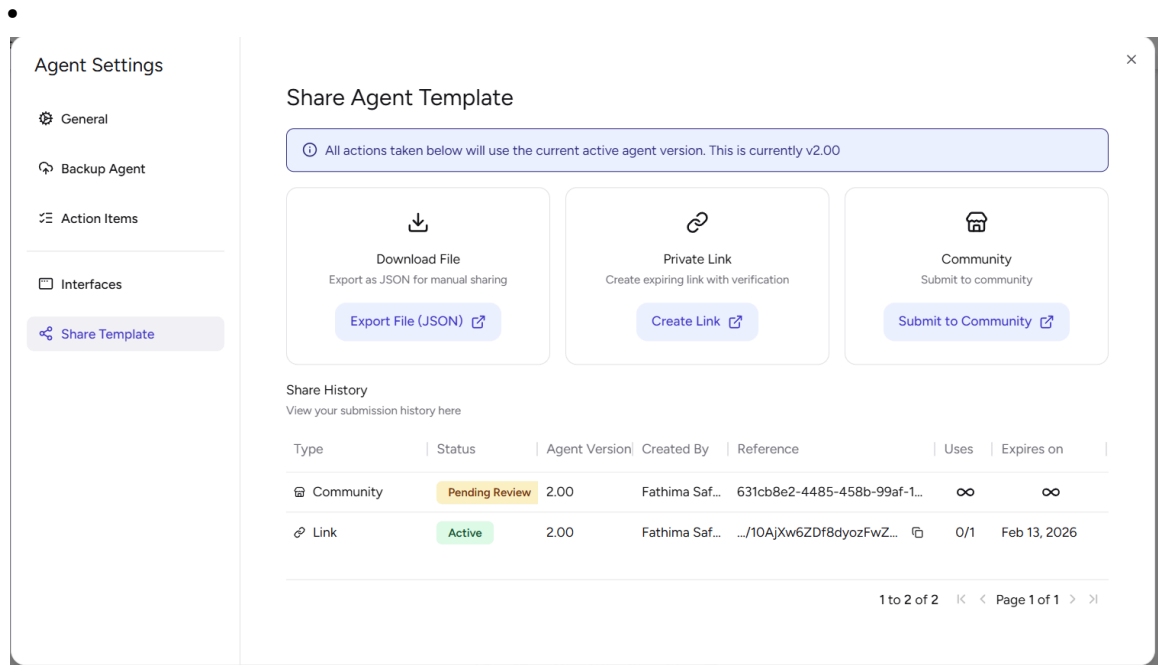 Agent Settings
General
Backup Agent
Action Items
Interfaces
Share Template
Share Agent Template
All actions taken below will use the current active agent version. This is currently v2.00
Download File
Export as JSON for manual sharing
Export File (JSON)
Private Link
Create expiring link with verification
Create Link
Community
Submit to community
Submit to Community
Share History
View your submission history here
Type Status Agent Version Created By Reference Uses Expires on
Community Pending Review 2.00 Fathima Saf... 631cb8e2-4485-458b-99af-1... ∞ ∞
Link Active 2.00 Fathima Saf... .../10AjXw6ZDf8dyozFwZ... 0/1 Feb 13, 2026
1 to 2 of 2 Page 1 of 1